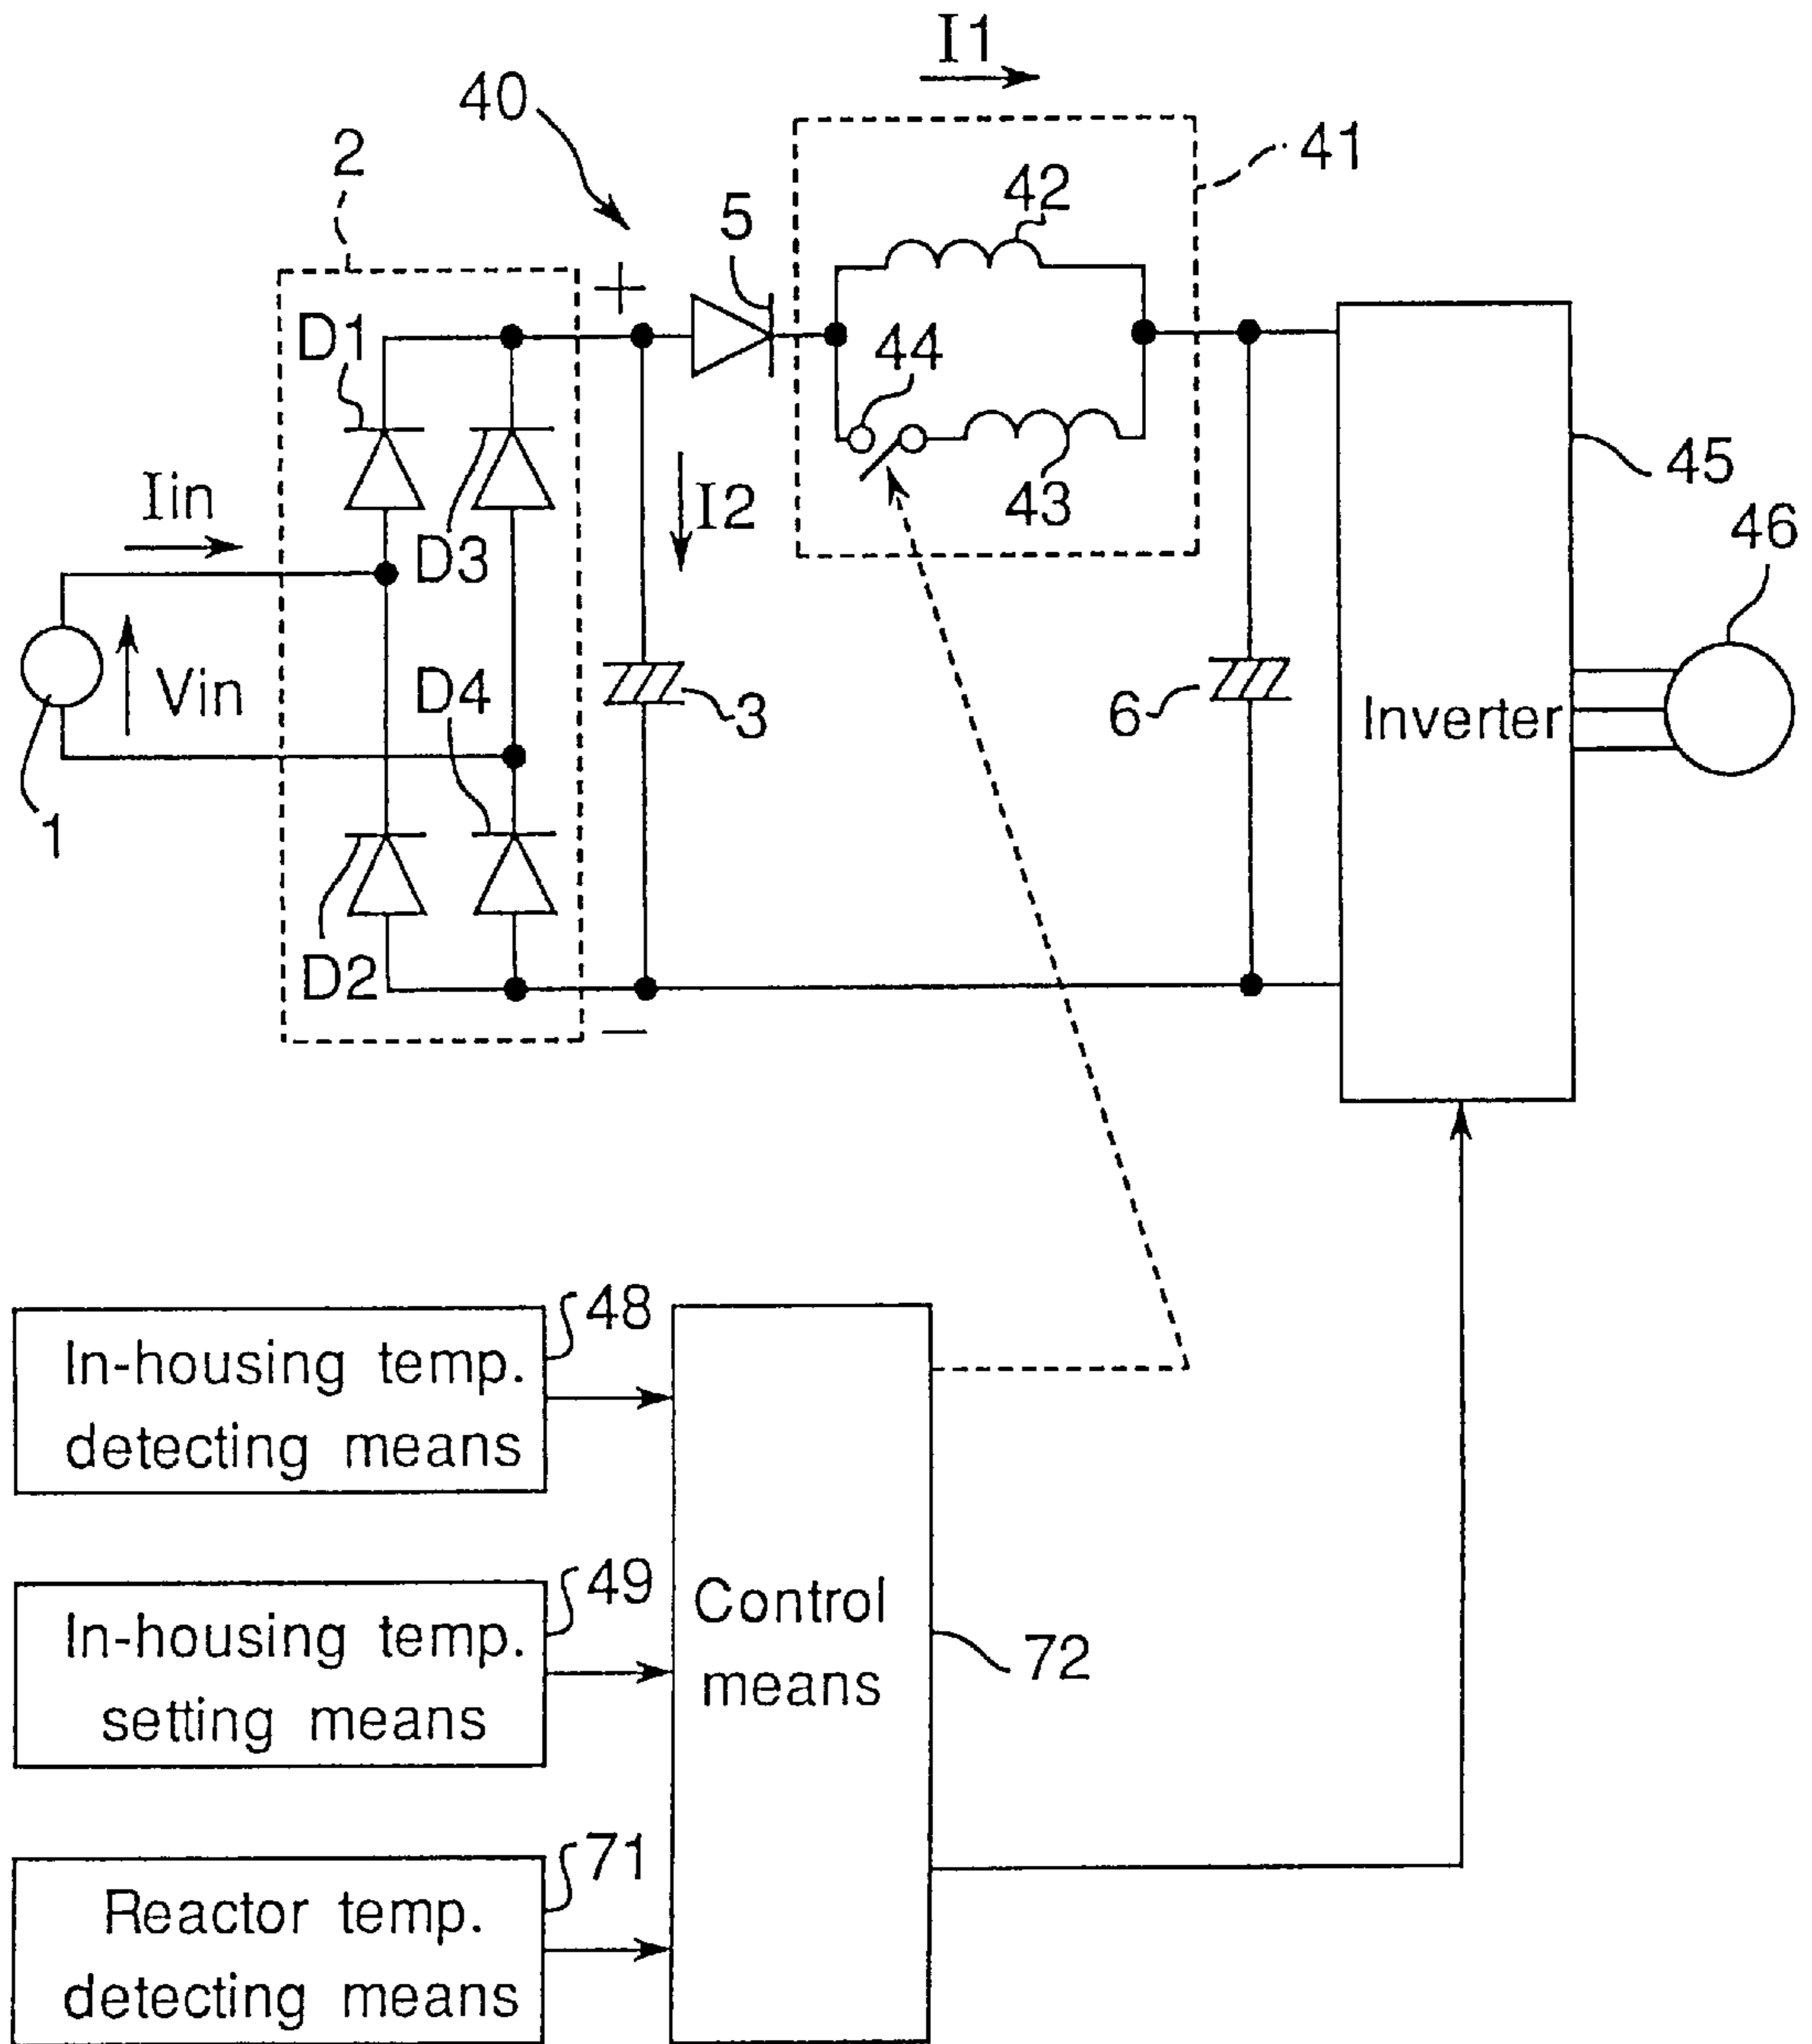 I1
40
2
41
42
5
+
D1
44
I2
43
45
Iin
D3
46
Vin
D4
3
6
Inverter
1
D2
−
48
In-housing temp.
detecting means
49
In-housing temp.
setting means
Control
means
72
71
Reactor temp.
detecting means